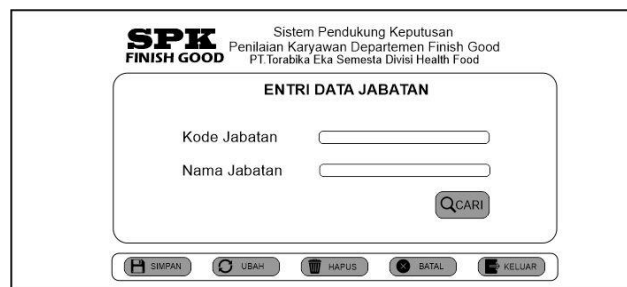 SPK
FINISH GOOD
Sistem Pendukung Keputusan
Penilaian Karyawan Departemen Finish Good
PT.Torabika Eka Semesta Divisi Health Food
ENTRI DATA JABATAN
Kode Jabatan
Nama Jabatan
CARI
SIMPAN UBAH HAPUS BATAL KELUAR